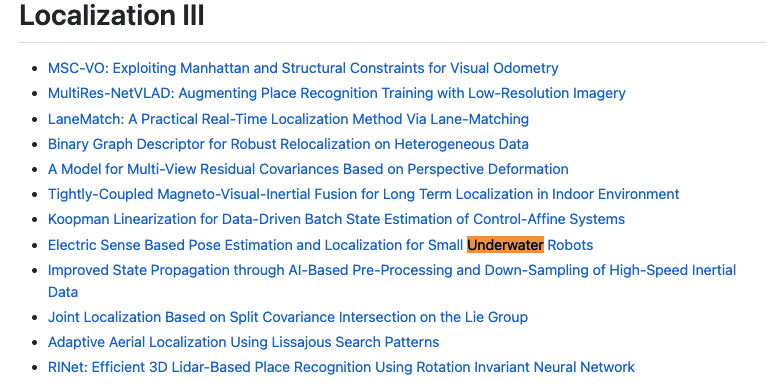 Localization III
MSC-VO: Exploiting Manhattan and Structural Constraints for Visual Odometry
MultiRes-NetVLAD: Augmenting Place Recognition Training with Low-Resolution Imagery
LaneMatch: A Practical Real-Time Localization Method Via Lane-Matching
Binary Graph Descriptor for Robust Relocalization on Heterogeneous Data
A Model for Multi-View Residual Covariances Based on Perspective Deformation
Tightly-Coupled Magneto-Visual-Inertial Fusion for Long Term Localization in Indoor Environment
Koopman Linearization for Data-Driven Batch State Estimation of Control-Affine Systems
Electric Sense Based Pose Estimation and Localization for Small Underwater Robots
Improved State Propagation through AI-Based Pre-Processing and Down-Sampling of High-Speed Inertial
Data
Joint Localization Based on Split Covariance Intersection on the Lie Group
Adaptive Aerial Localization Using Lissajous Search Patterns
RINet: Efficient 3D Lidar-Based Place Recognition Using Rotation Invariant Neural Network